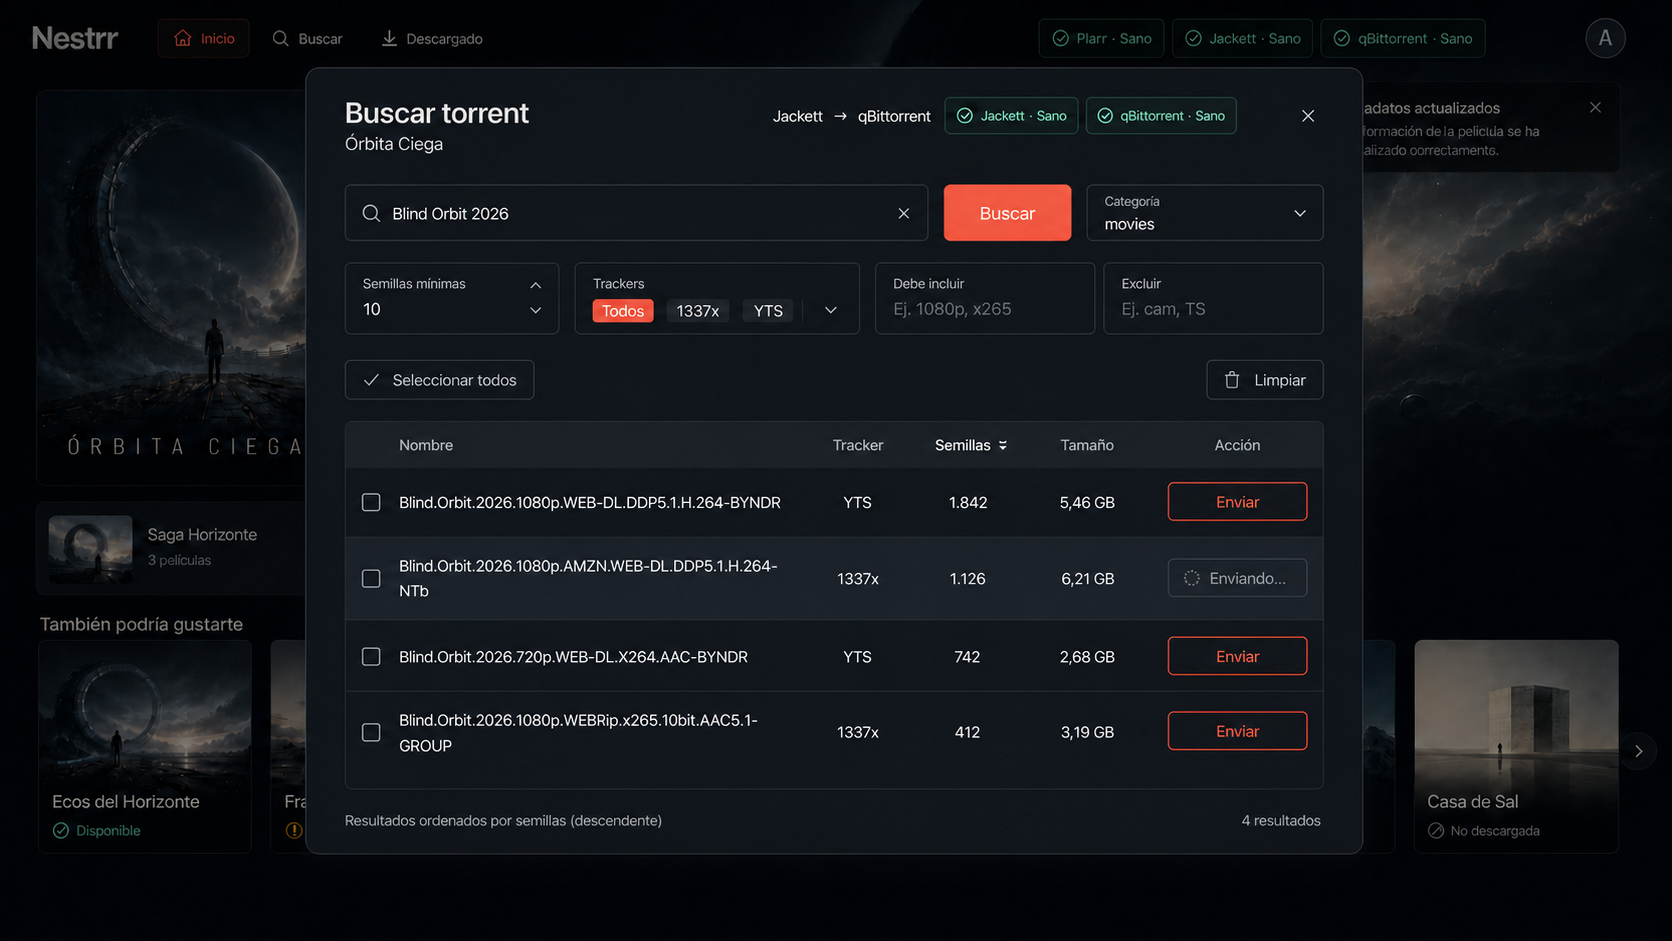 Nestrr
Inicio
Buscar
Descargado
Plarr · Sano
Jackett · Sano
qBittorrent · Sano
A
Buscar torrent
Órbita Ciega
Jackett → qBittorrent
Jackett · Sano
qBittorrent · Sano
adatos actualizados
formación de la película se ha
alizado correctamente.
Blind Orbit 2026
Buscar
Categoría
movies
Semillas mínimas
10
Trackers
Todos 1337x YTS
Debe incluir
Ej. 1080p, x265
Excluir
Ej. cam, TS
Seleccionar todos
Limpiar
ÓRBITA CIEGA
Nombre Tracker Semillas Tamaño Acción
Blind.Orbit.2026.1080p.WEB-DL.DDP5.1.H.264-BYNDR YTS 1.842 5,46 GB Enviar
Blind.Orbit.2026.1080p.AMZN.WEB-DL.DDP5.1.H.264-
NTb
1337x 1.126 6,21 GB Enviando...
Blind.Orbit.2026.720p.WEB-DL.X264.AAC-BYNDR YTS 742 2,68 GB Enviar
Blind.Orbit.2026.1080p.WEBRip.x265.10bit.AAC5.1-
GROUP
1337x 412 3,19 GB Enviar
Resultados ordenados por semillas (descendente)
4 resultados
Saga Horizonte
3 películas
También podría gustarte
Ecos del Horizonte
Disponible
Fra
Casa de Sal
No descargada